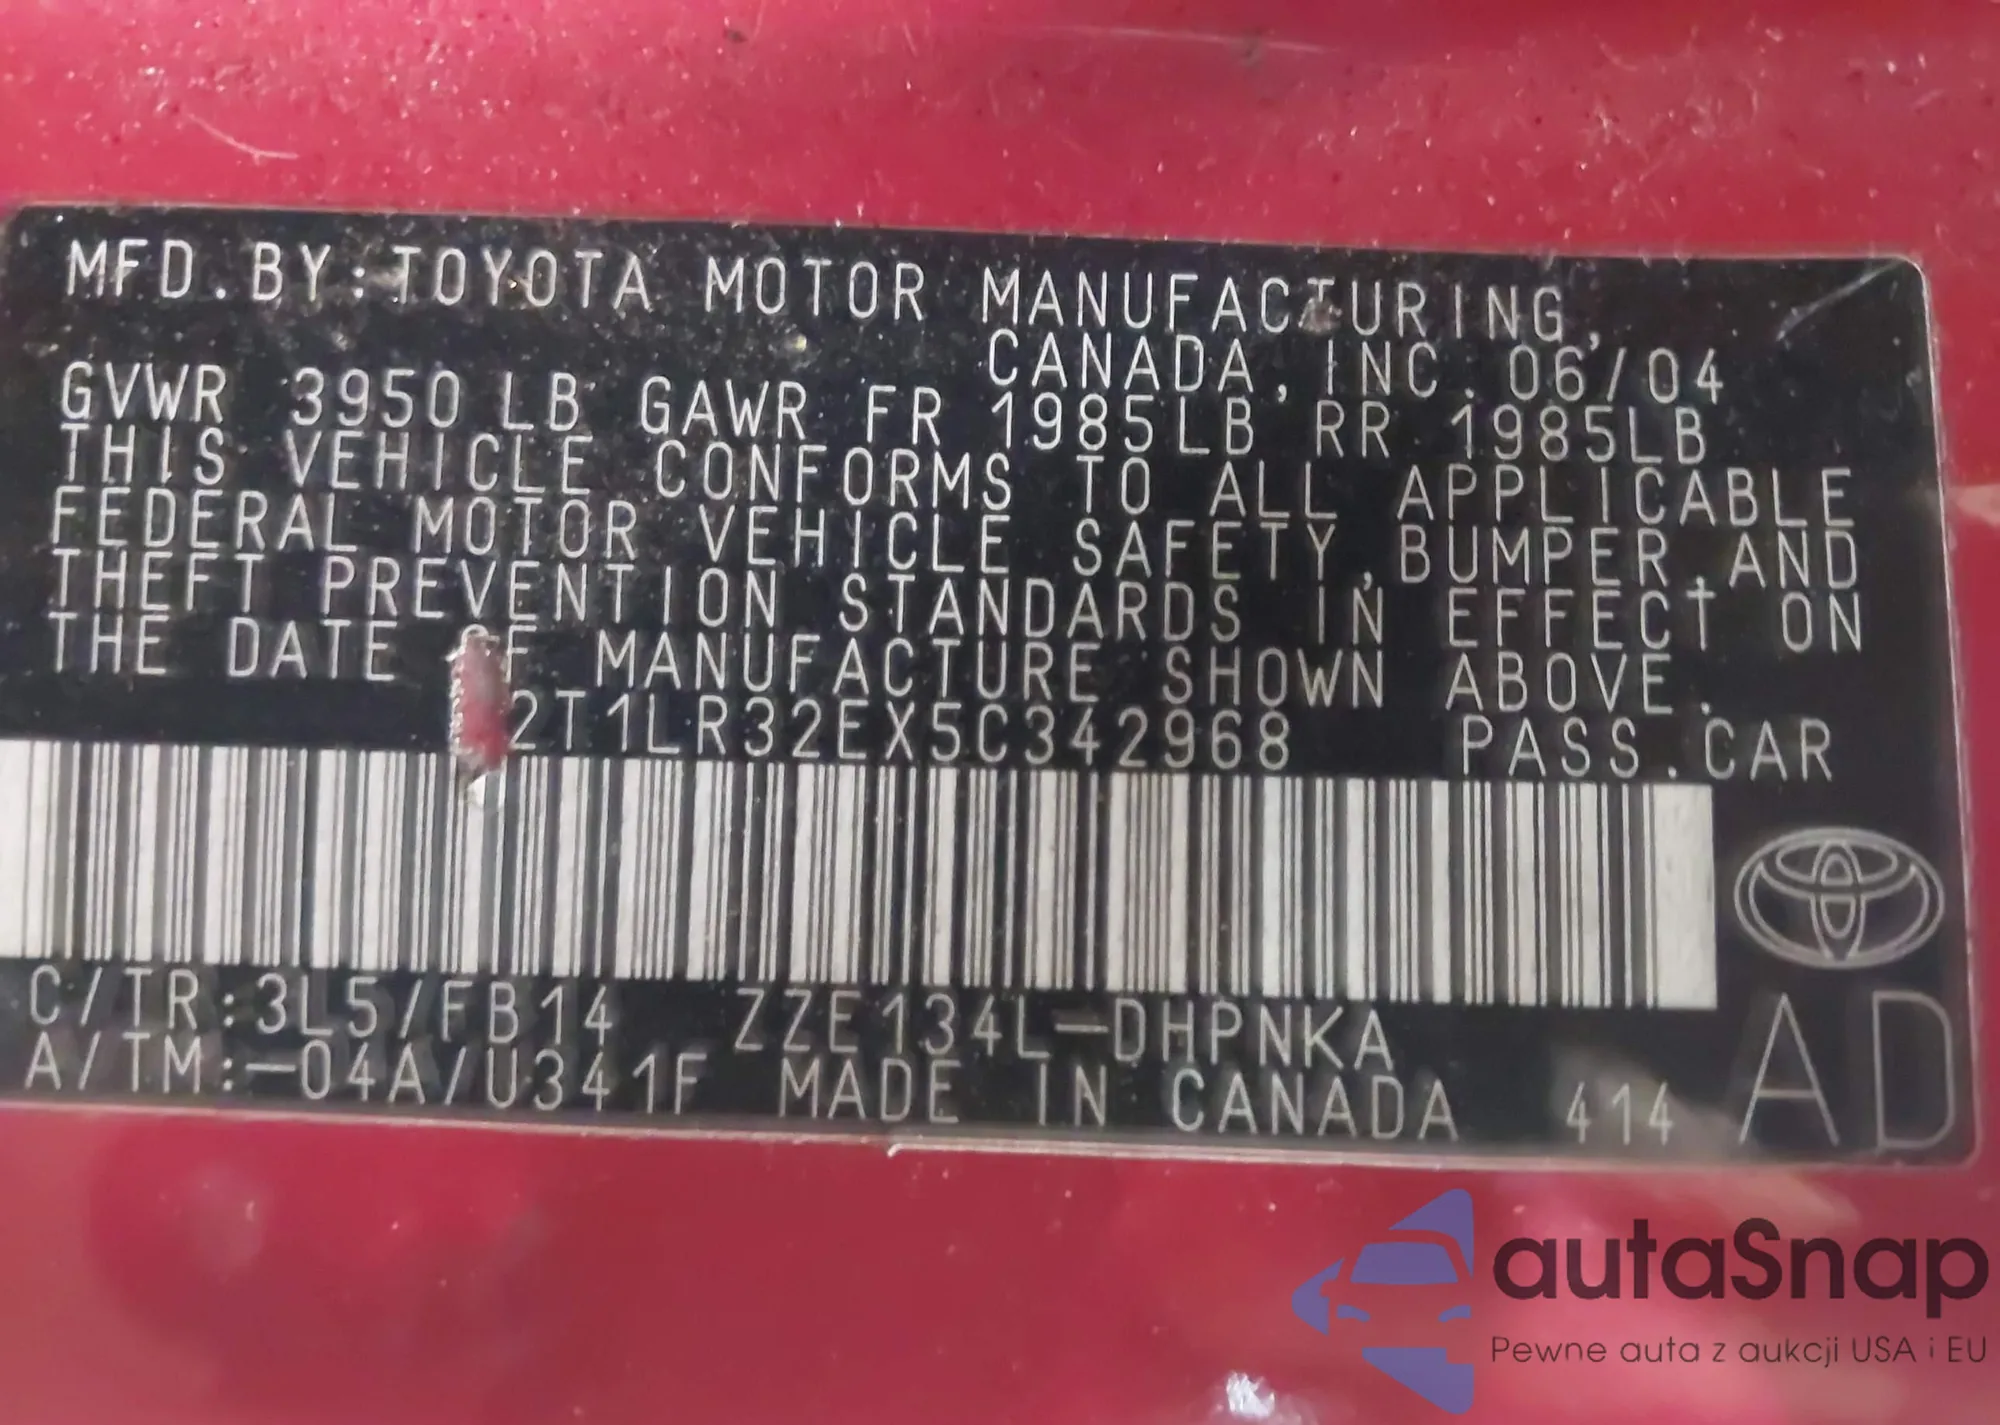 MFD. BY: TOYOTA MOTOR MANUFACTURING,
CANADA, INC. 06/04
GVWR 3950 LB GAWR FR 1985LB RR 1985LB
THIS VEHICLE CONFORMS TO ALL APPLICABLE
FEDERAL MOTOR VEHICLE SAFETY, BUMPER, AND
THEFT PREVENTION STANDARDS IN EFFECT ON
THE DATE OF MANUFACTURE SHOWN ABOVE.
2T1LR32EX5C342968 PASS. CAR
C/TR:3L5/FB14 ZZE134L-DHPNKA
A/TM:-04A/U341F MADE IN CANADA 414 AD
autaSnap
Pewne auta z aukcji USA i EU